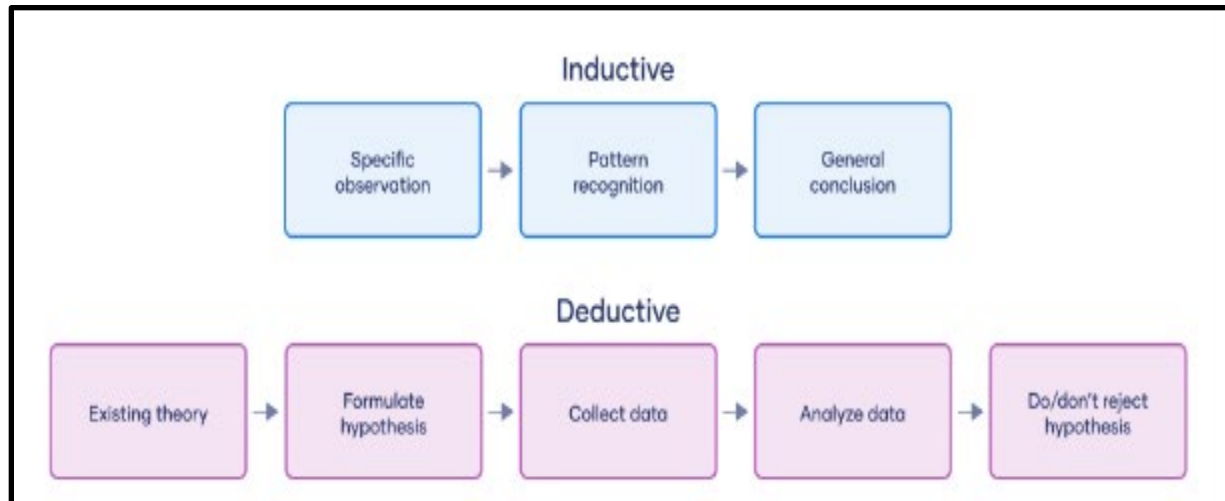 Inductive
Specific
observation
Pattern
recognition
General
conclusion
Deductive
Existing theory
Formulate
hypothesis
Collect data
Analyze data
Do/don't reject
hypothesis